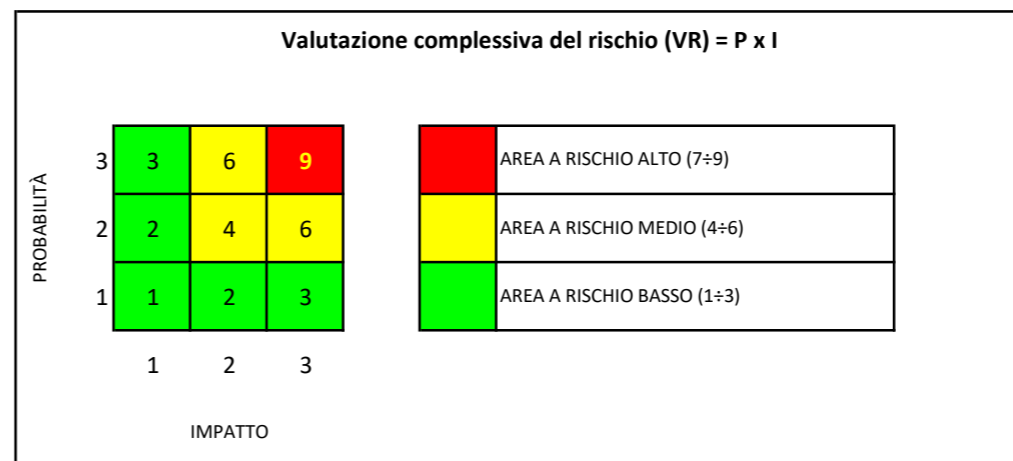 Valutazione complessiva del rischio (VR) = P x I
PROBABILITÀ
3 3 6 9
AREA A RISCHIO ALTO (7÷9)
2 2 4 6
AREA A RISCHIO MEDIO (4÷6)
1 1 2 3
AREA A RISCHIO BASSO (1÷3)
1 2 3
IMPATTO